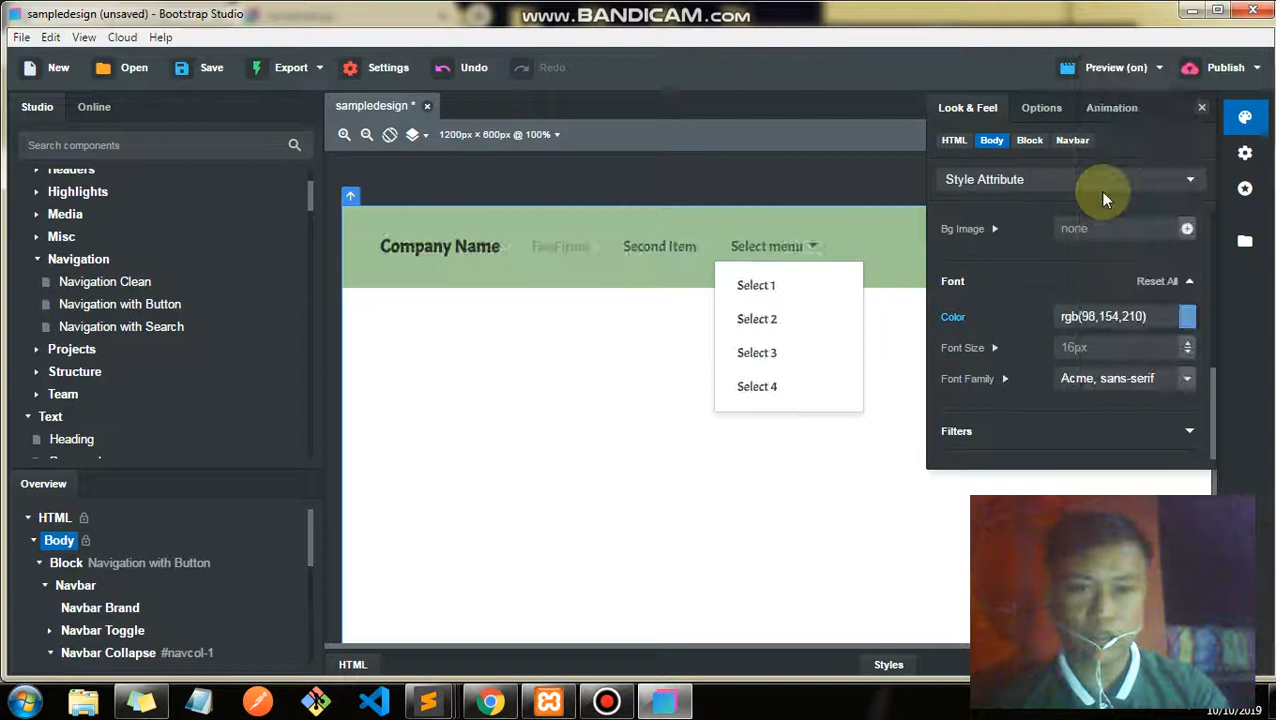 sampledesign (unsaved) - Bootstrap Studio
www.BANDICAM.com
File Edit View Cloud Help
New Open Save Export Settings Undo Redo Preview (on) Publish
Studio Online
sampledesign *
Look & Feel Options Animation
Search components
1200px × 600px @ 100%
HTML Body Block Navbar
Headers
Highlights
Media
Misc
Navigation
Navigation Clean
Navigation with Button
Navigation with Search
Projects
Structure
Team
Text
Heading
Style Attribute
Bg Image none
Font Reset All
Color rgb(98,154,210)
Font Size 16px
Font Family Acme, sans-serif
Filters
Company Name Second Item Select menu
Select 1
Select 2
Select 3
Select 4
Overview
HTML
Body
Block Navigation with Button
Navbar
Navbar Brand
Navbar Toggle
Navbar Collapse #navcol-1
HTML Styles
10/10/2019